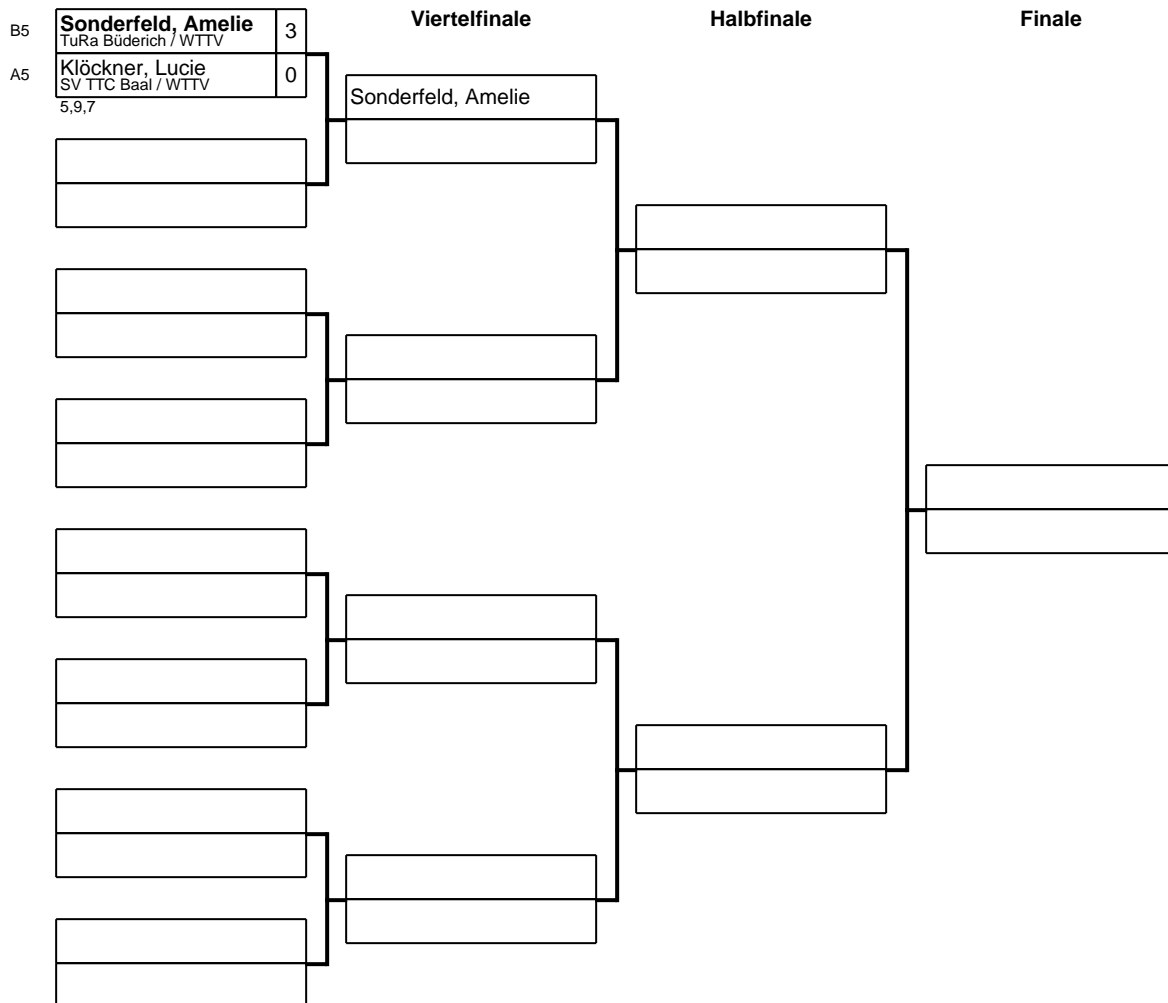 Viertelfinale
Halbfinale
Finale
B5
Sonderfeld, Amelie
3
TuRa Büderich / WTTV
A5
Klöckner, Lucie
0
SV TTC Baal / WTTV
5,9,7
Sonderfeld, Amelie